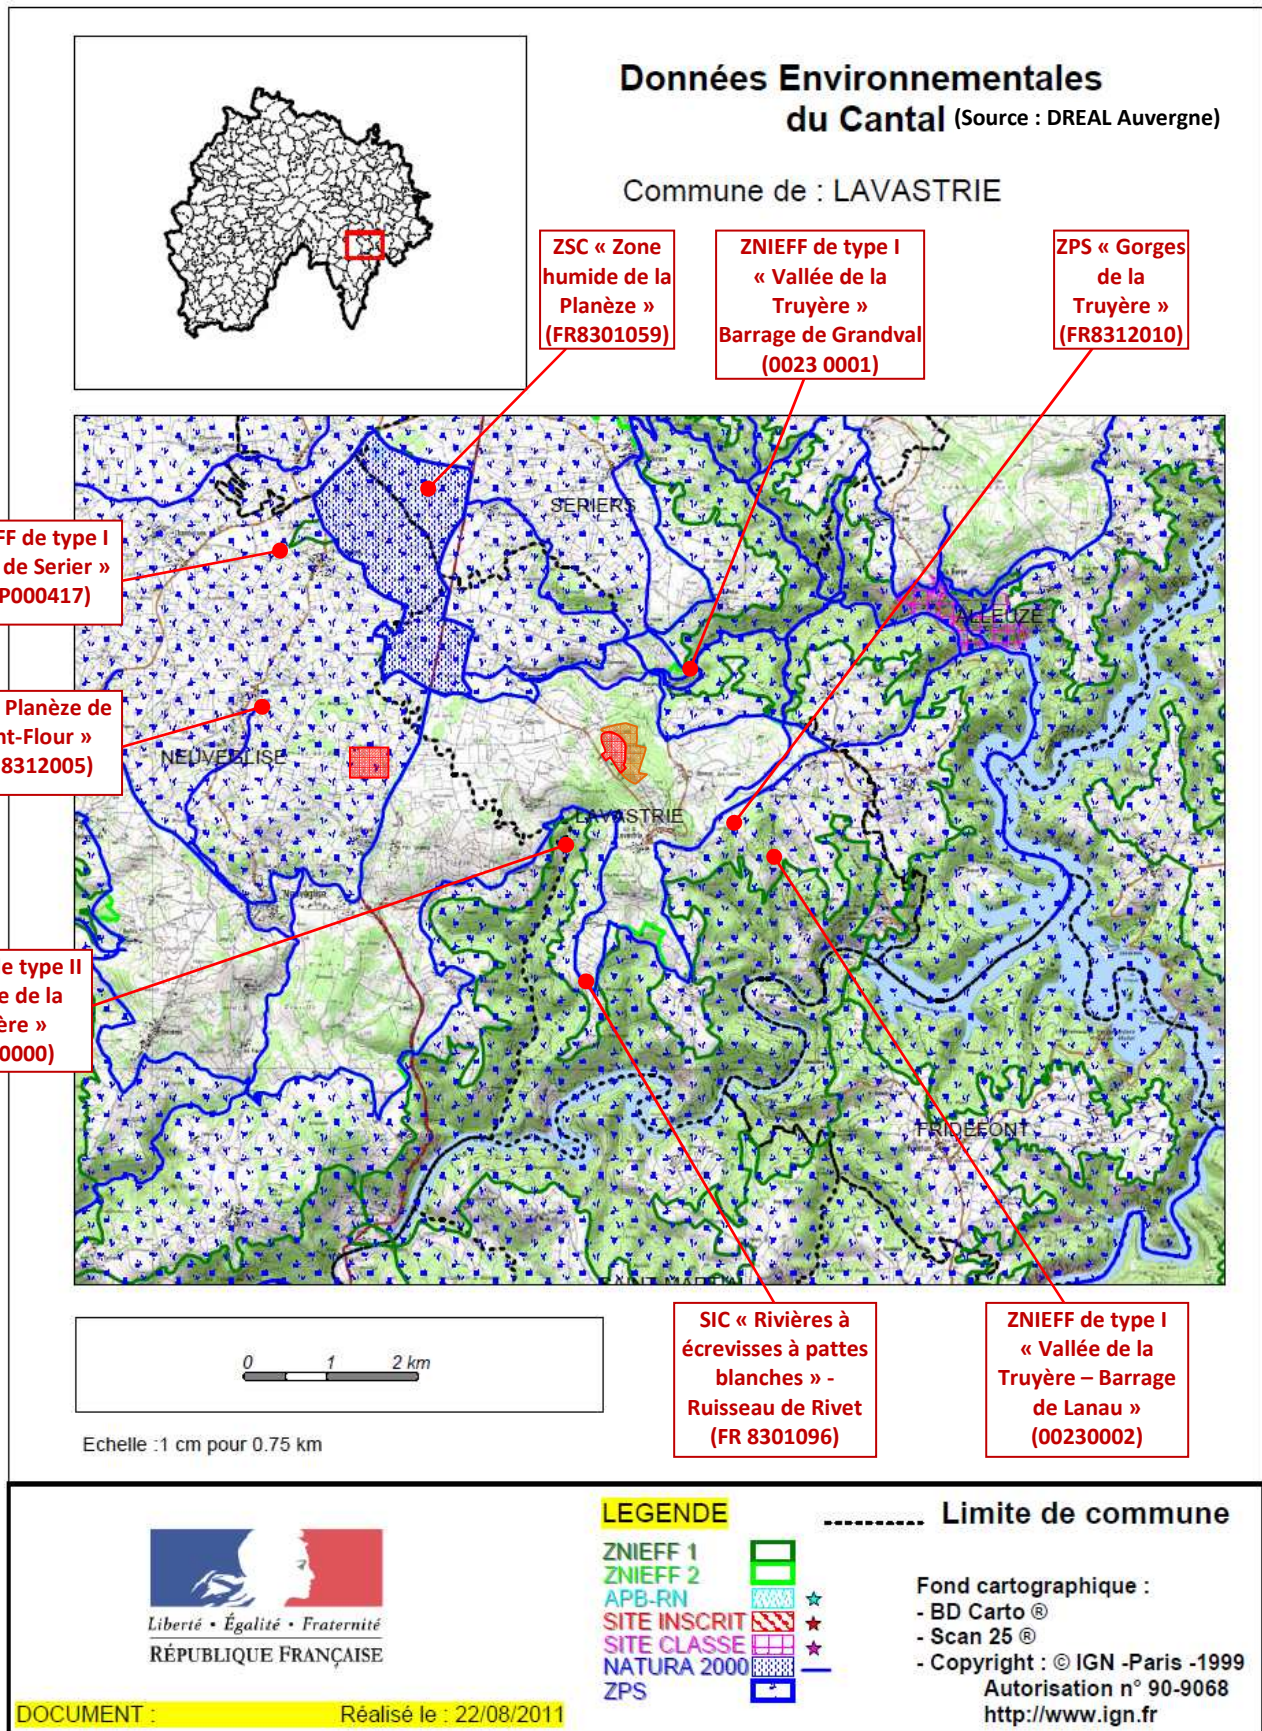 Données Environnementales
du Cantal (Source : DREAL Auvergne)
Commune de : LAVASTRIE
ZSC « Zone
humide de la
Planèze »
(FR8301059)
ZNIEFF de type I
« Vallée de la
Truyère »
Barrage de Grandval
(0023 0001)
ZPS « Gorges
de la
Truyère »
(FR8312010)
FF de type I
de Serier »
P000417)
Planèze de
nt-Flour »
8312005)
e type II
e de la
ère »
0000)
SERIERS
ALLEUZE
NEUVEGLISE
LAVASTRIE
Lavastrie
Neuvéglise
FRIDEFONT
SAINT MARTIN
SIC « Rivières à
écrevisses à pattes
blanches » -
Ruisseau de Rivet
(FR 8301096)
ZNIEFF de type I
« Vallée de la
Truyère – Barrage
de Lanau »
(00230002)
0 1 2 km
Echelle :1 cm pour 0.75 km
Liberté • Égalité • Fraternité
RÉPUBLIQUE FRANÇAISE
DOCUMENT : Réalisé le : 22/08/2011
LEGENDE
ZNIEFF 1
ZNIEFF 2
APB-RN
SITE INSCRIT
SITE CLASSE
NATURA 2000
ZPS
Limite de commune
Fond cartographique :
- BD Carto ®
- Scan 25 ®
- Copyright : © IGN -Paris -1999
Autorisation n° 90-9068
http://www.ign.fr